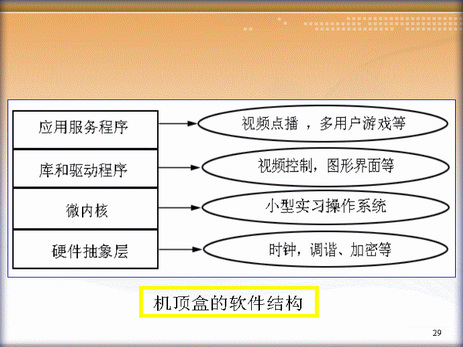 应用服务程序 视频点播,多用户游戏等
库和驱动程序 视频控制,图形界面等
微内核 小型实习操作系统
硬件抽象层 时钟,调谐、加密等
机顶盒的软件结构
29